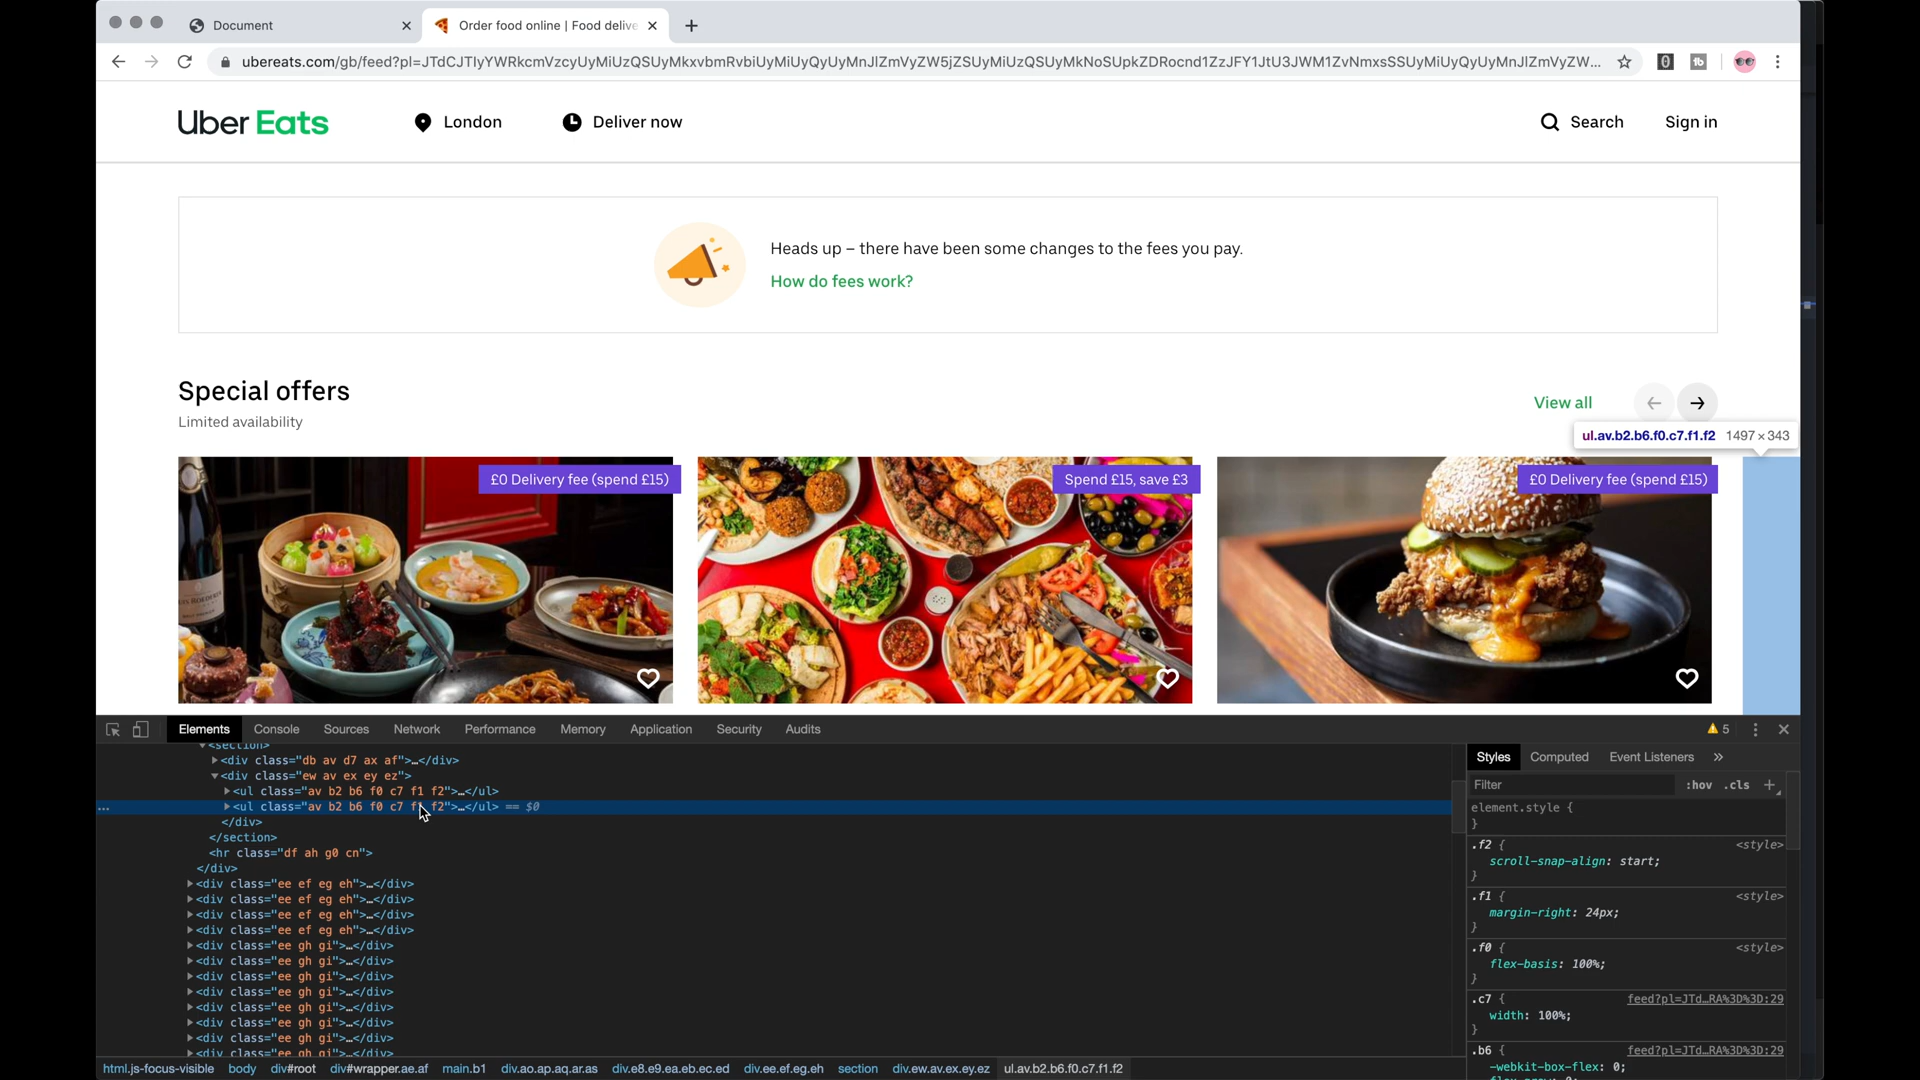 Document
Order food online | Food delive
ubereats.com/gb/feed?pl=JTdCJTIyYWRkcmVzcyUyMiUzQSUyMkxvbmRvbiUyMiUyQyUyMnJlZmVyZW5jZSUyMiUzQSUyMkNoSUpkZDRocnd1ZzJFY1JtU3JWM1ZvNmxsSSUyMiUyQyUyMnJlZmVyZW...
Uber Eats
London
Deliver now
Search
Sign in
Heads up – there have been some changes to the fees you pay.
How do fees work?
Special offers
Limited availability
View all
ul.av.b2.b6.f0.c7.f1.f2 1497 × 343
£0 Delivery fee (spend £15)
Spend £15, save £3
£0 Delivery fee (spend £15)
Elements Console Sources Network Performance Memory Application Security Audits
5
<section>
<div class="db av d7 ax af">…</div>
<div class="ew av ex ey ez">
<ul class="av b2 b6 f0 c7 f1 f2">…</ul>
<ul class="av b2 b6 f0 c7 f1 f2">…</ul> == $0
</div>
</section>
<hr class="df ah g0 cn">
</div>
<div class="ee ef eg eh">…</div>
<div class="ee ef eg eh">…</div>
<div class="ee ef eg eh">…</div>
<div class="ee ef eg eh">…</div>
<div class="ee gh gi">…</div>
<div class="ee gh gi">…</div>
<div class="ee gh gi">…</div>
<div class="ee gh gi">…</div>
<div class="ee gh gi">…</div>
<div class="ee gh gi">…</div>
<div class="ee gh gi">…</div>
<div class="ee gh gi">…</div>
Styles Computed Event Listeners »
Filter :hov .cls +
element.style {
}
.f2 { <style>
scroll-snap-align: start;
}
.f1 { <style>
margin-right: 24px;
}
.f0 { <style>
flex-basis: 100%;
}
.c7 { feed?pl=JTd…RA%3D%3D:29
width: 100%;
}
.b6 { feed?pl=JTd…RA%3D%3D:29
-webkit-box-flex: 0;
html.js-focus-visible body div#root div#wrapper.ae.af main.b1 div.ao.ap.aq.ar.as div.e8.e9.ea.eb.ec.ed div.ee.ef.eg.eh section div.ew.av.ex.ey.ez ul.av.b2.b6.f0.c7.f1.f2